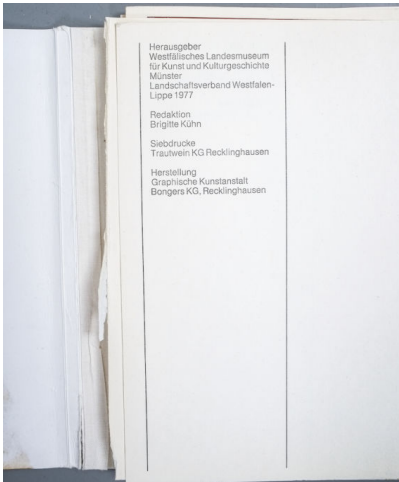 Herausgeber
Westfälisches Landesmuseum
für Kunst und Kulturgeschichte
Münster
Landschaftsverband Westfalen-
Lippe 1977
Redaktion
Brigitte Kühn
Siebdrucke
Trautwein KG Recklinghausen
Herstellung
Graphische Kunstanstalt
Bongers KG, Recklinghausen